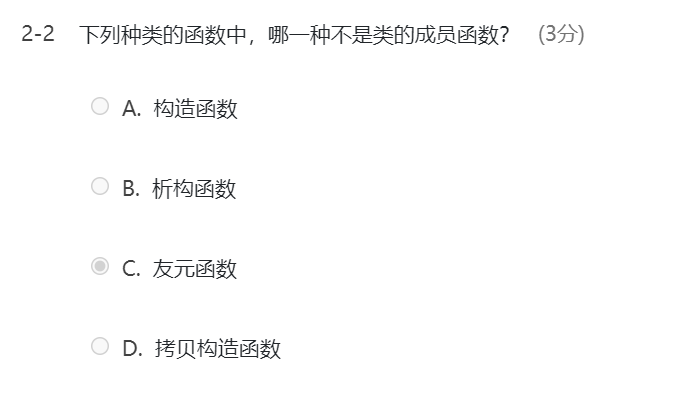 2-2 下列种类的函数中，哪一种不是类的成员函数? (3分)
A. 构造函数
B. 析构函数
C. 友元函数
D. 拷贝构造函数